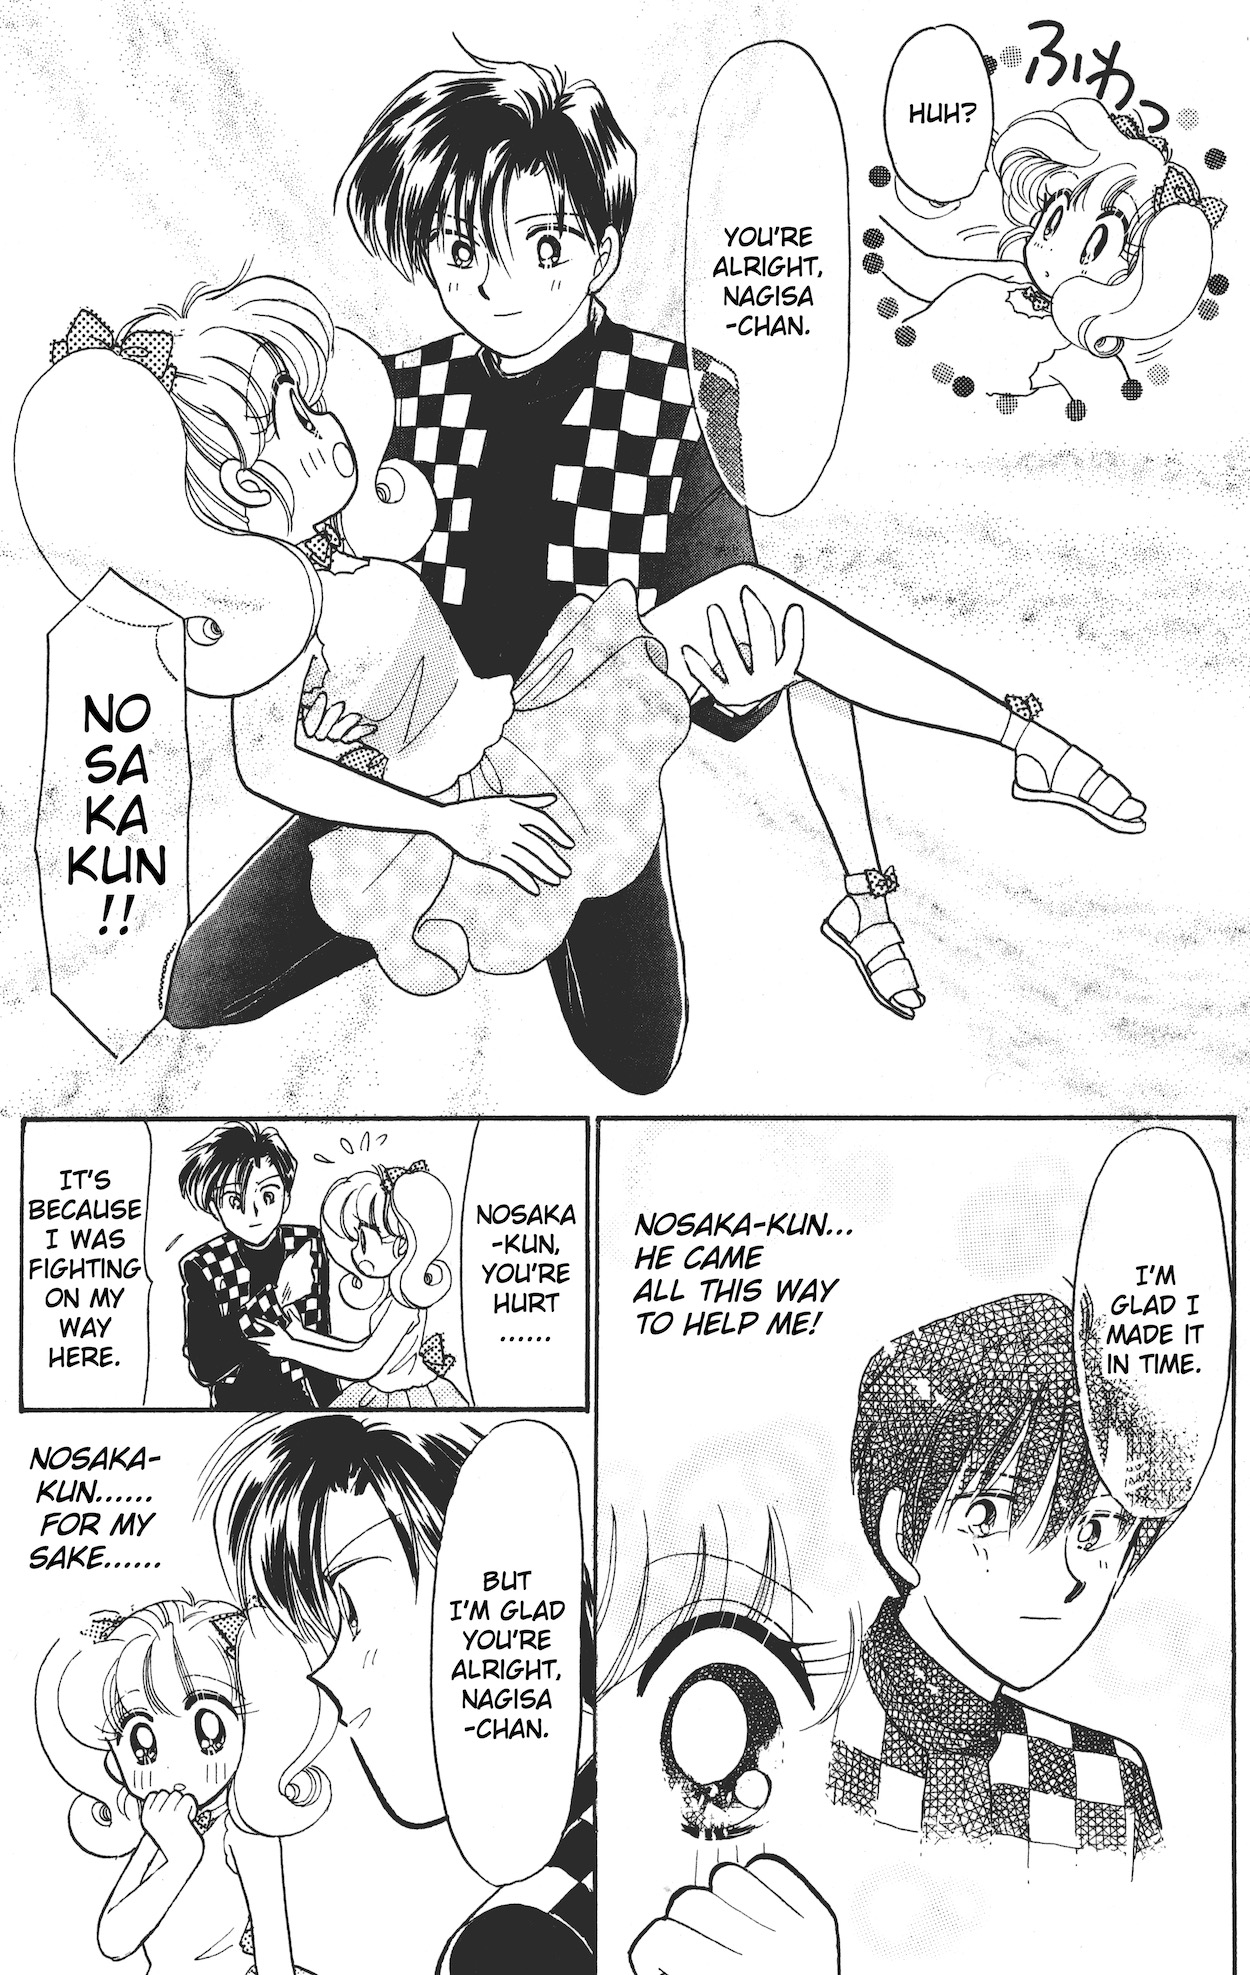 ふわっ
HUH?
YOU'RE
ALRIGHT,
NAGISA
-CHAN.
NO
SA
KA
KUN
!!
I'M
GLAD I
MADE IT
IN TIME.
NOSAKA-KUN...
HE CAME
ALL THIS WAY
TO HELP ME!
NOSAKA
-KUN,
YOU'RE
HURT
......
IT'S
BECAUSE
I WAS
FIGHTING
ON MY
WAY
HERE.
BUT
I'M GLAD
YOU'RE
ALRIGHT,
NAGISA
-CHAN.
NOSAKA-
KUN......
FOR MY
SAKE......